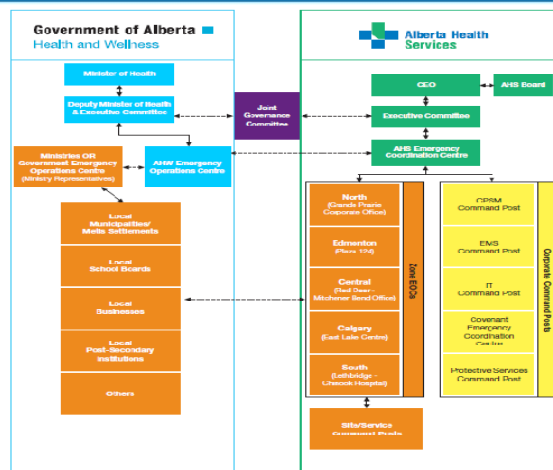 Government of Alberta
Health and Wellness
Alberta Health
Services
Minister of Health
Deputy Minister of Health
& Executive Committee
Ministries OR
Government Emergency
Operations Centre
(Ministry Representatives)
AHW Emergency
Operations Centre
Local
Municipalities/
Metis Settlements
Local
School Boards
Local
Businesses
Local
Post-Secondary
Institutions
Others
Joint
Governance
Committee
CEO
AHS Board
Executive Committee
AHS Emergency
Coordination Centre
North
(Grande Prairie
Corporate Office)
Edmonton
(Plaza 124)
Central
(Red Deer -
Mitchener Bend Office)
Calgary
(East Lake Centre)
South
(Lethbridge -
Chinook Hospital)
Zone EOCs
CPSM
Command Post
EMS
Command Post
IT
Command Post
Covenant
Emergency
Coordination
Centre
Protective Services
Command Post
Corporate Command Posts
Site/Service
Command Posts